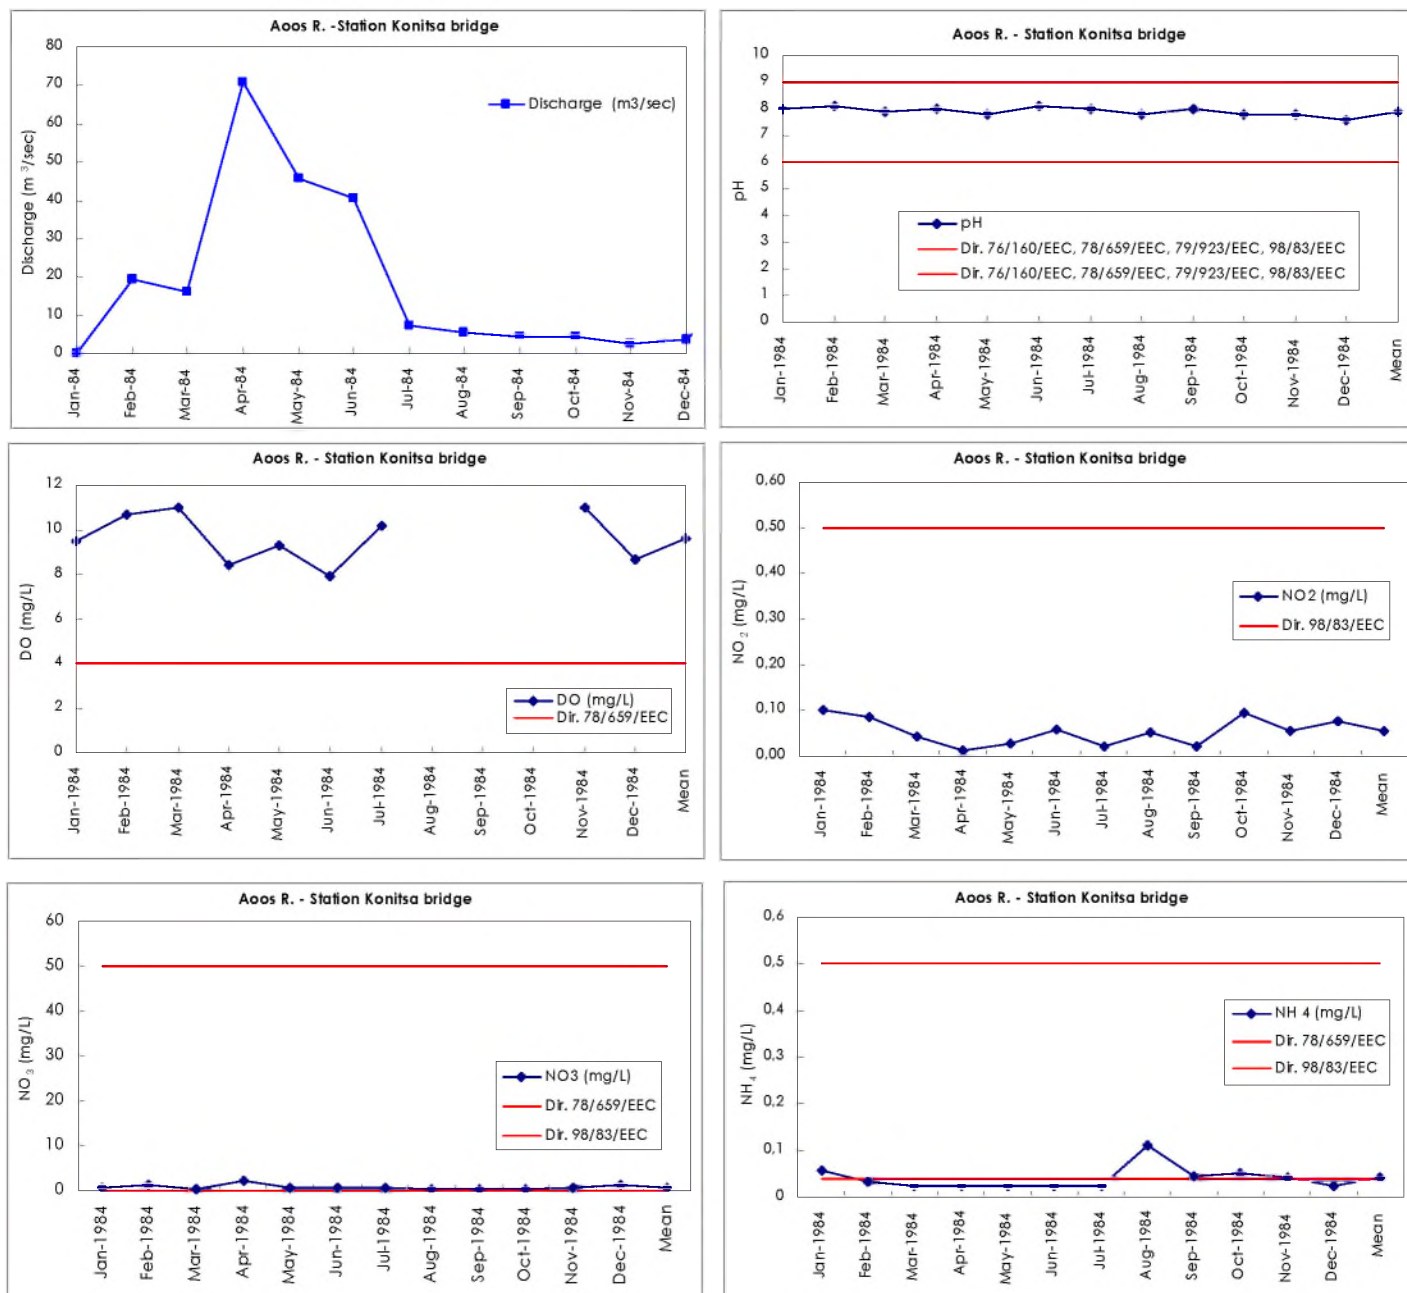 Aoos R. -Station Konitsa bridge
80
70
60
50
40
30
20
10
0
Discharge (m³/sec)
Discharge (m3/sec)
Jan-84
Feb-84
Mar-84
Apr-84
May-84
Jun-84
Jul-84
Aug-84
Sep-84
Oct-84
Nov-84
Dec-84
Aoos R. - Station Konitsa bridge
10
9
8
7
6
5
4
3
2
1
0
pH
pH
Dir. 76/160/EEC, 78/659/EEC, 79/923/EEC, 98/83/EEC
Dir. 76/160/EEC, 78/659/EEC, 79/923/EEC, 98/83/EEC
Jan-1984
Feb-1984
Mar-1984
Apr-1984
May-1984
Jun-1984
Jul-1984
Aug-1984
Sep-1984
Oct-1984
Nov-1984
Dec-1984
Mean
Aoos R. - Station Konitsa bridge
12
10
8
6
4
2
0
DO (mg/L)
DO (mg/L)
Dir. 78/659/EEC
Jan-1984
Feb-1984
Mar-1984
Apr-1984
May-1984
Jun-1984
Jul-1984
Aug-1984
Sep-1984
Oct-1984
Nov-1984
Dec-1984
Mean
Aoos R. - Station Konitsa bridge
0,60
0,50
0,40
0,30
0,20
0,10
0,00
NO₂ (mg/L)
NO2 (mg/L)
Dir. 98/83/EEC
Jan-1984
Feb-1984
Mar-1984
Apr-1984
May-1984
Jun-1984
Jul-1984
Aug-1984
Sep-1984
Oct-1984
Nov-1984
Dec-1984
Mean
Aoos R. - Station Konitsa bridge
60
50
40
30
20
10
0
NO₃ (mg/L)
NO3 (mg/L)
Dir. 78/659/EEC
Dir. 98/83/EEC
Jan-1984
Feb-1984
Mar-1984
Apr-1984
May-1984
Jun-1984
Jul-1984
Aug-1984
Sep-1984
Oct-1984
Nov-1984
Dec-1984
Mean
Aoos R. - Station Konitsa bridge
0,6
0,5
0,4
0,3
0,2
0,1
0
NH₄ (mg/L)
NH 4 (mg/L)
Dir. 78/659/EEC
Dir. 98/83/EEC
Jan-1984
Feb-1984
Mar-1984
Apr-1984
May-1984
Jun-1984
Jul-1984
Aug-1984
Sep-1984
Oct-1984
Nov-1984
Dec-1984
Mean